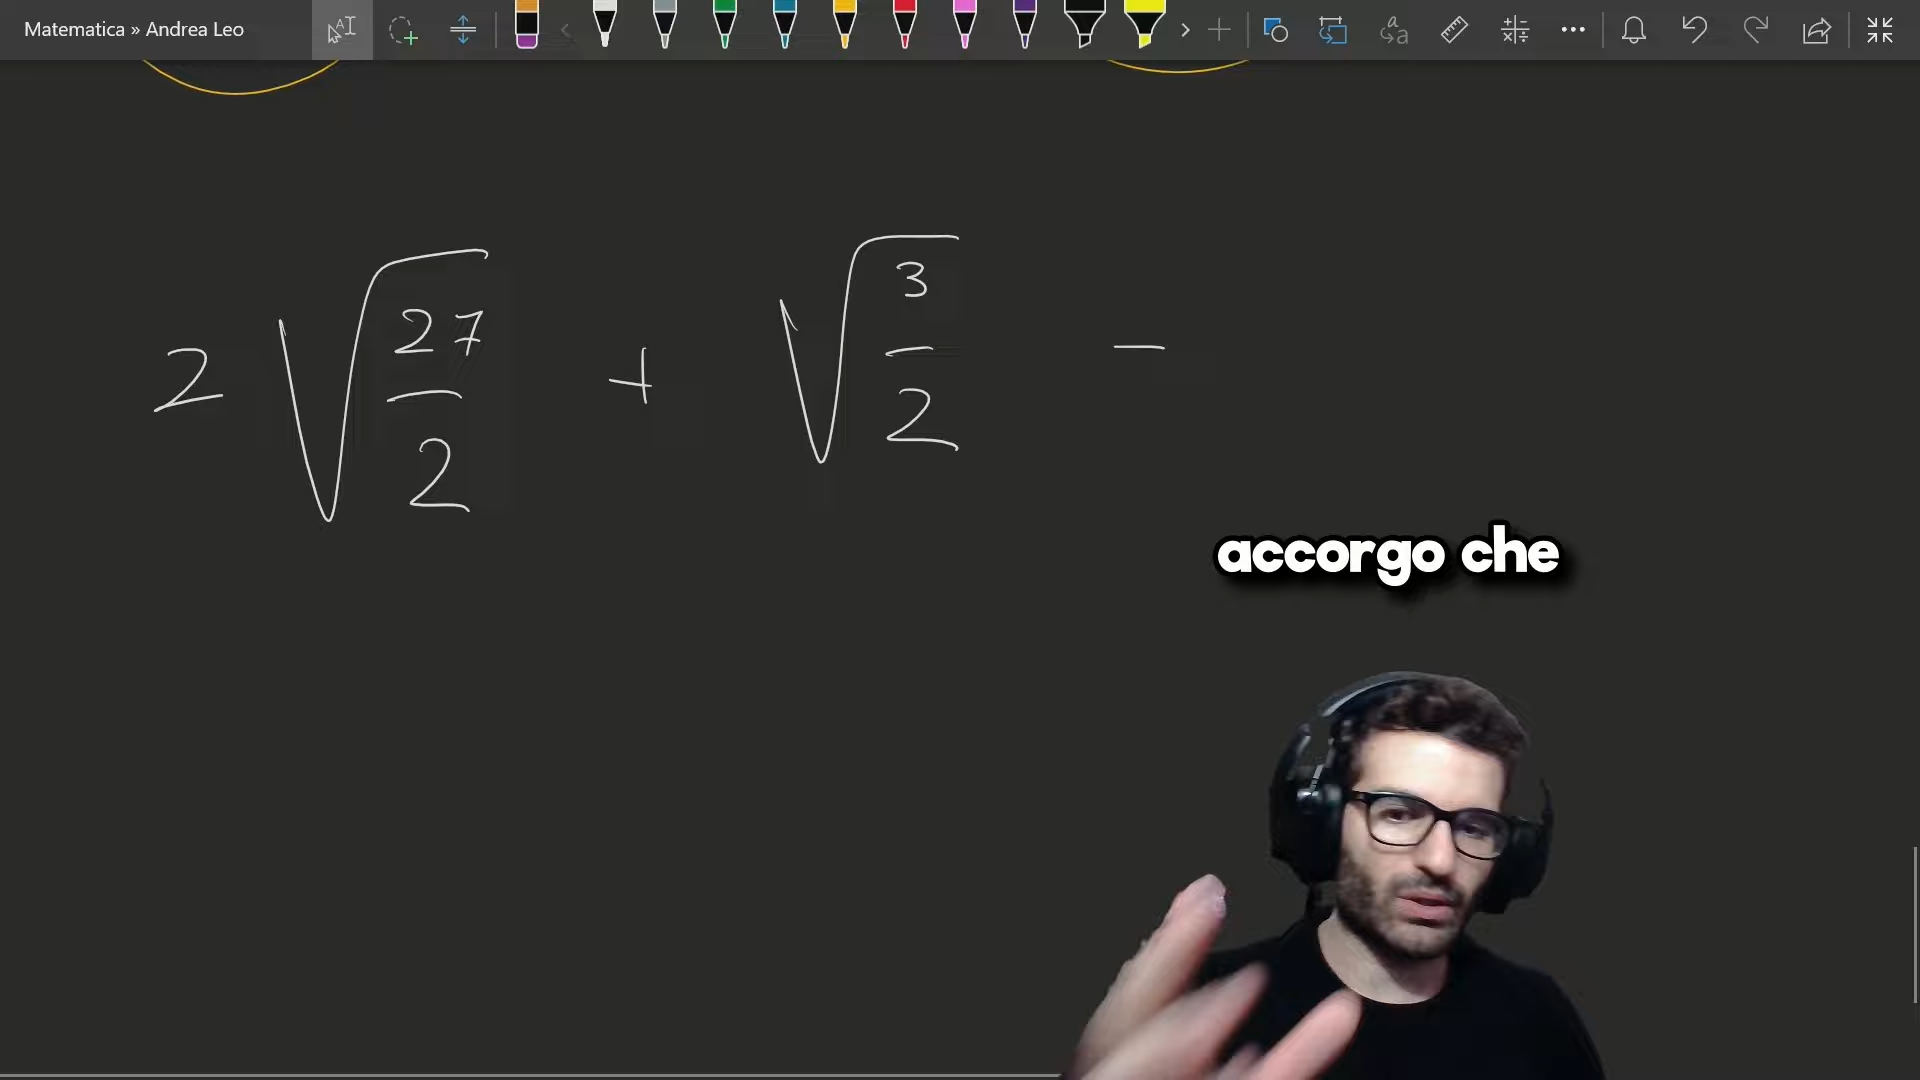 Matematica » Andrea Leo
2 √(27/2) + √(3/2) −
accorgo che